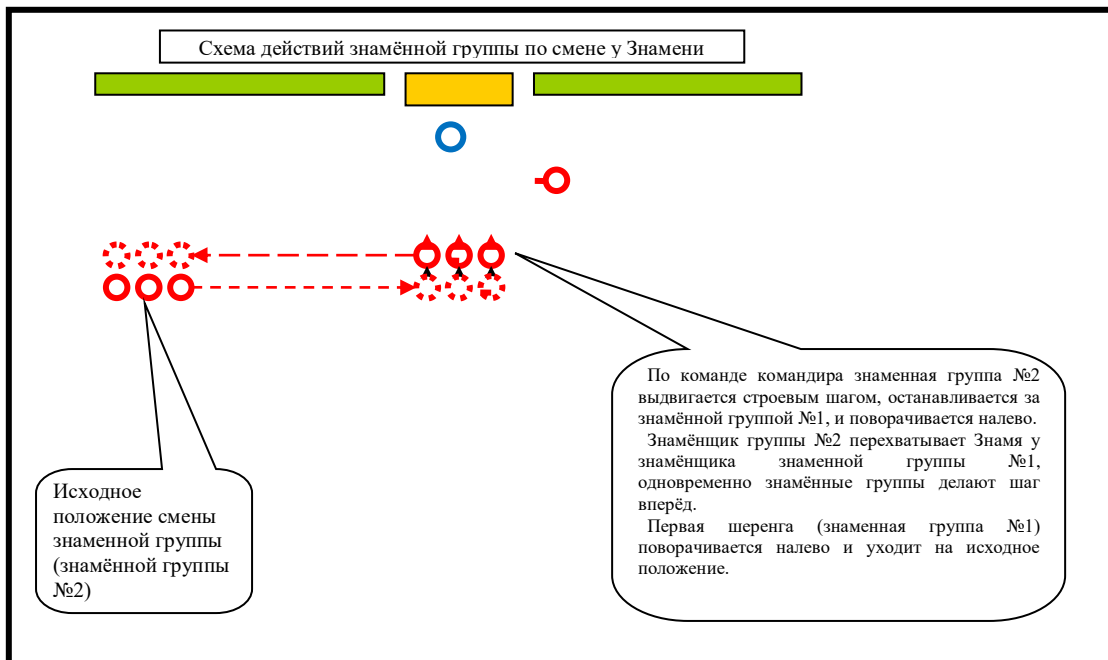 Схема действий знамённой группы по смене у Знамени
По команде командира знаменная группа №2
выдвигается строевым шагом, останавливается за
знамённой группой №1, и поворачивается налево.
Знамёнщик группы №2 перехватывает Знамя у
знамёнщика знаменной группы №1,
одновременно знамённые группы делают шаг
вперёд.
Первая шеренга (знаменная группа №1)
поворачивается налево и уходит на исходное
положение.
Исходное
положение смены
знаменной группы
(знамённой группы
№2)